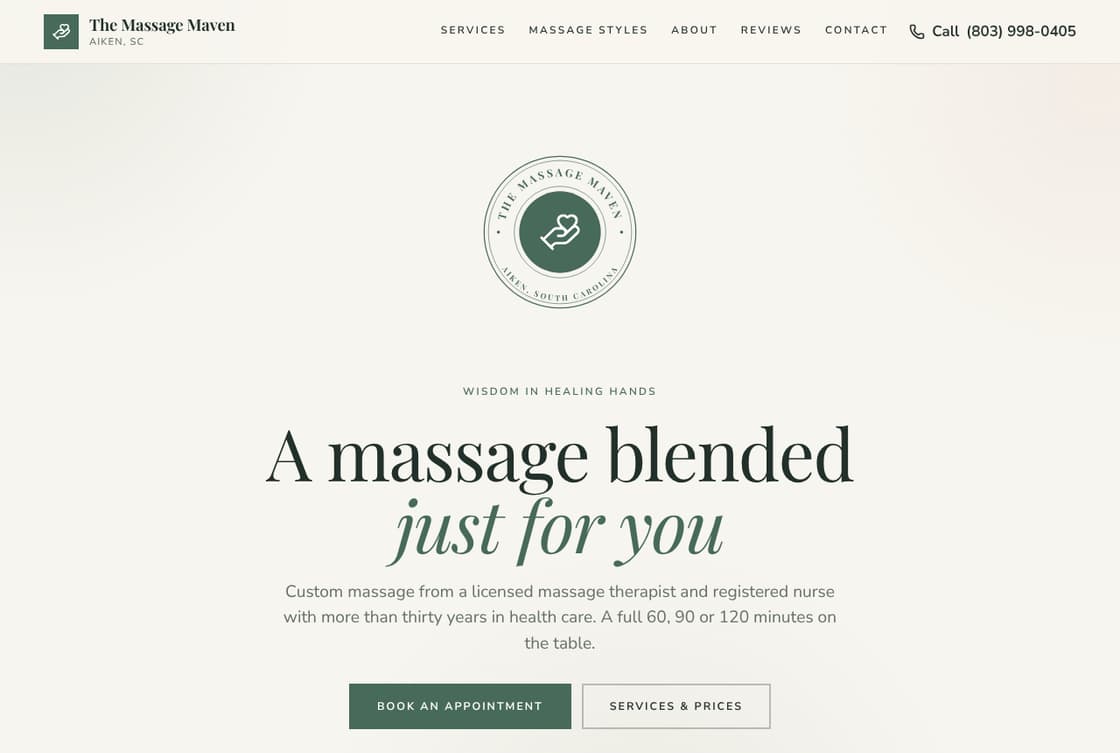 The Massage Maven
AIKEN, SC
SERVICES
MASSAGE STYLES
ABOUT
REVIEWS
CONTACT
Call (803) 998-0405
THE MASSAGE MAVEN
AIKEN, SOUTH CAROLINA
WISDOM IN HEALING HANDS
A massage blended
just for you
Custom massage from a licensed massage therapist and registered nurse
with more than thirty years in health care. A full 60, 90 or 120 minutes on
the table.
BOOK AN APPOINTMENT
SERVICES & PRICES